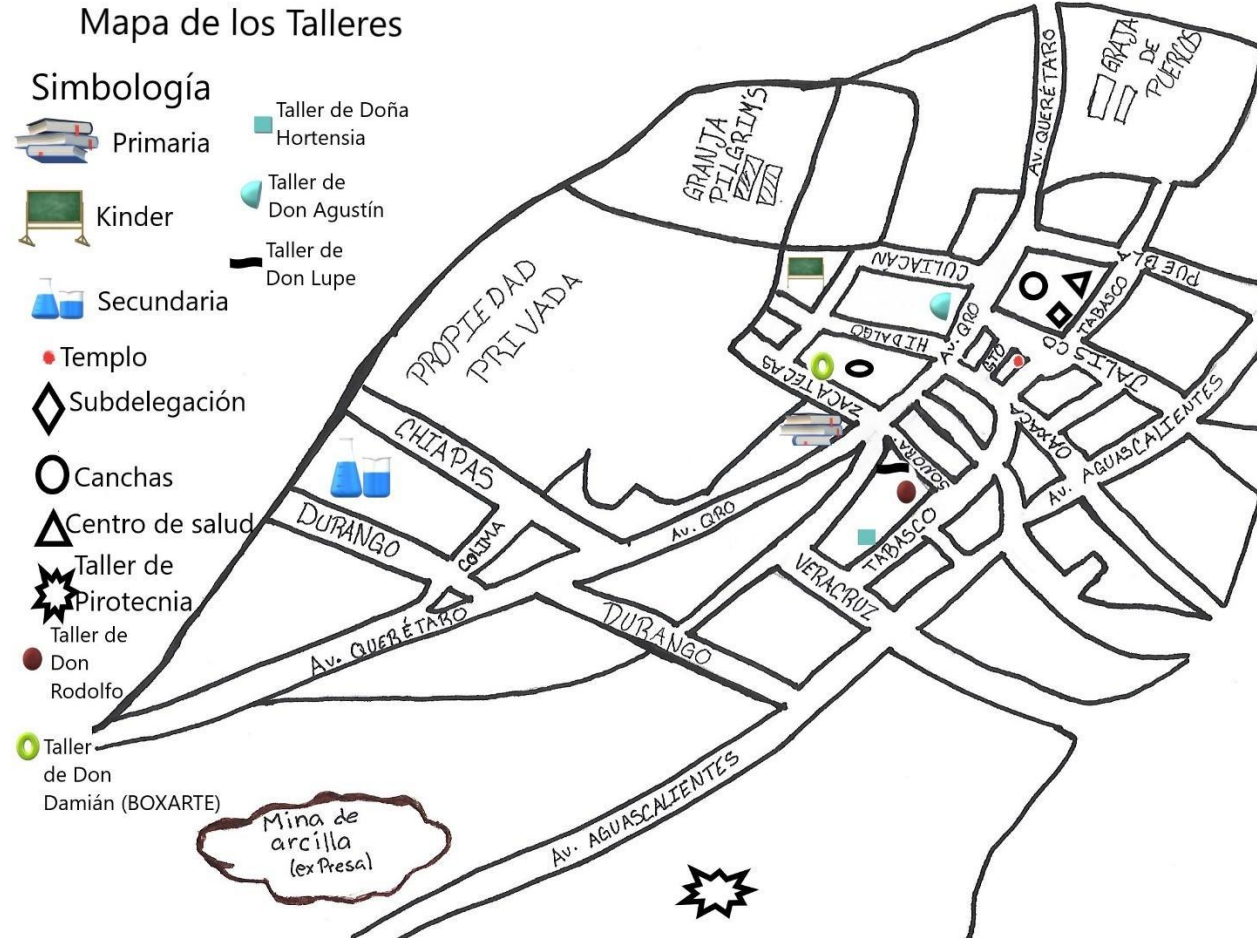 Mapa de los Talleres
Simbología
Primaria
Kinder
Secundaria
Templo
Subdelegación
Canchas
Centro de salud
Taller de
Pirotecnia
Taller de
Don
Rodolfo
Taller
de Don
Damián (BOXARTE)
Taller de Doña
Hortensia
Taller de
Don Agustín
Taller de
Don Lupe
GRANJA
PILGRIM'S
Av. QUERÉTARO
GRAJA
DE
PUERCOS
PROPIEDAD
PRIVADA
CULIACÁN
HIDALGO
Av. QRO
GTO
TABASCO
PUEBLA
JALISCO
ZACATECAS
OAXACA
Av. AGUASCALIENTES
SONORA
CHIAPAS
DURANGO
COLIMA
Av. QRO
TABASCO
VERACRUZ
Av. QUERÉTARO
DURANGO
Av. AGUASCALIENTES
Mina de
arcilla
(ex Presa)